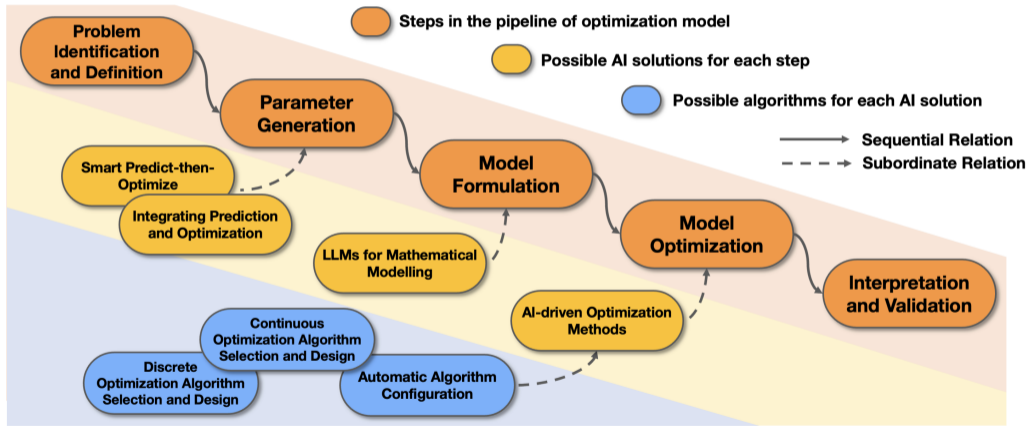 Problem
Identification
and Definition
Steps in the pipeline of optimization model
Possible AI solutions for each step
Possible algorithms for each AI solution
Sequential Relation
Subordinate Relation
Parameter
Generation
Model
Formulation
Model
Optimization
Interpretation
and Validation
Smart Predict-then-
Optimize
Integrating Prediction
and Optimization
LLMs for Mathematical
Modelling
AI-driven Optimization
Methods
Continuous
Optimization Algorithm
Selection and Design
Discrete
Optimization Algorithm
Selection and Design
Automatic Algorithm
Configuration